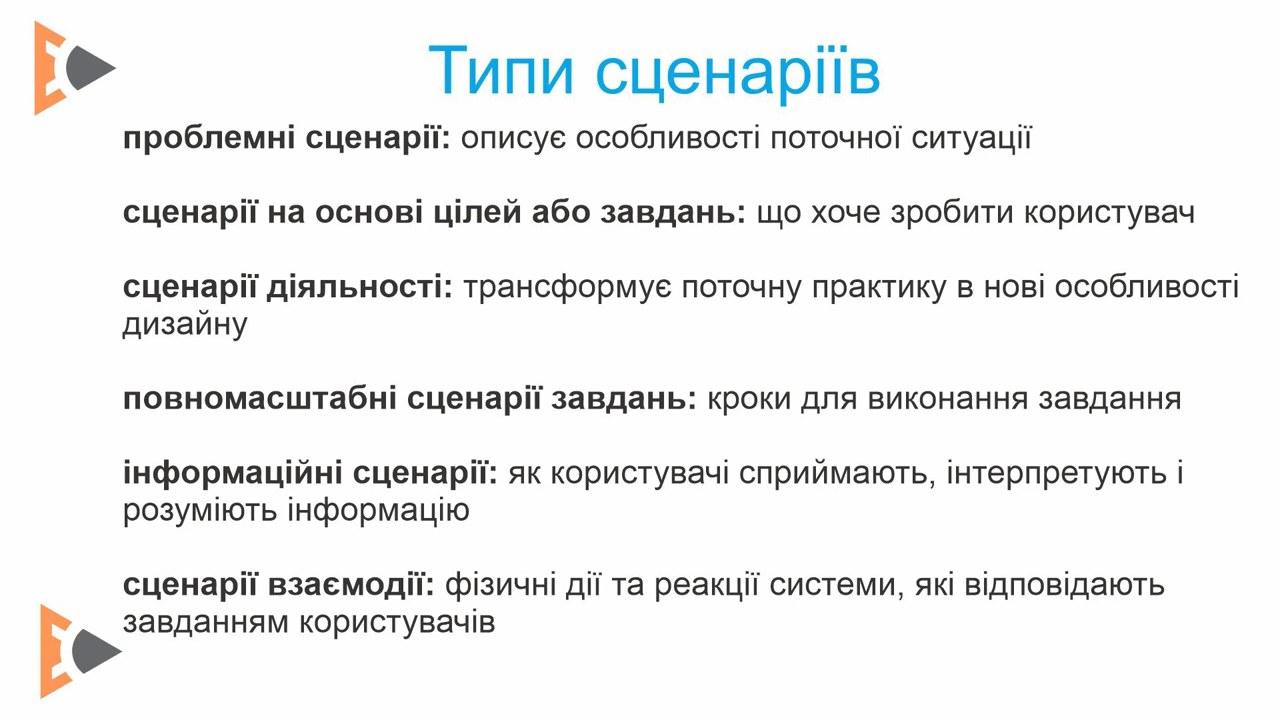 Типи сценаріїв
проблемні сценарії: описує особливості поточної ситуації
сценарії на основі цілей або завдань: що хоче зробити користувач
сценарії діяльності: трансформує поточну практику в нові особливості
дизайну
повномасштабні сценарії завдань: кроки для виконання завдання
інформаційні сценарії: як користувачі сприймають, інтерпретують і
розуміють інформацію
сценарії взаємодії: фізичні дії та реакції системи, які відповідають
завданням користувачів